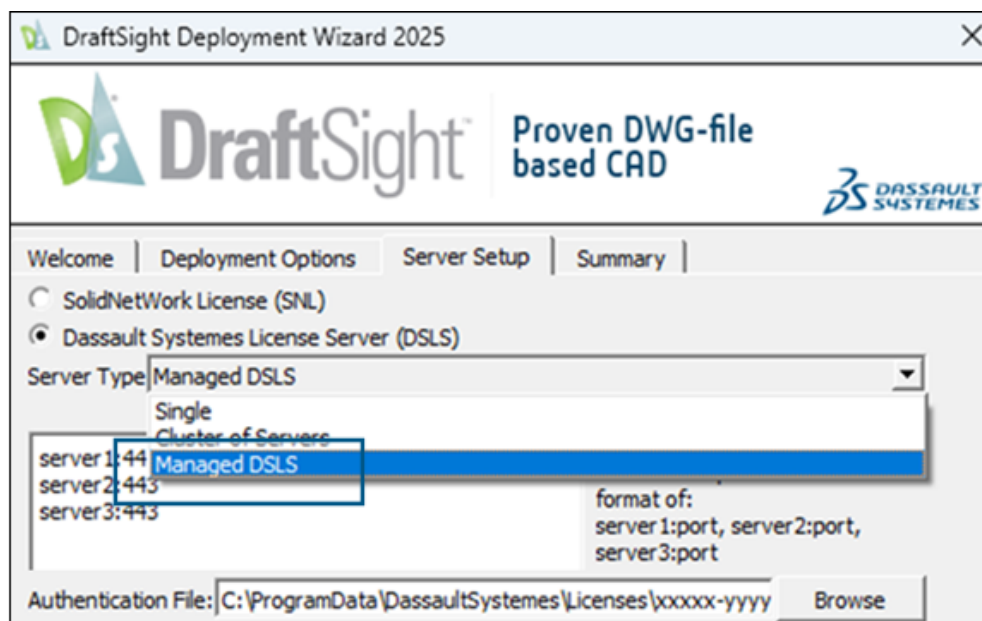 DraftSight Deployment Wizard 2025
DraftSight
Proven DWG-file
based CAD
DASSAULT
SYSTEMES
Welcome Deployment Options Server Setup Summary
SolidNetWork License (SNL)
Dassault Systemes License Server (DSLS)
Server Type Managed DSLS
Single
Cluster of Servers
Managed DSLS
server1:44
server2:443
server3:443
format of:
server1:port, server2:port,
server3:port
Authentication File: C:\ProgramData\DassaultSystemes\Licenses\xxxxx-yyyy Browse